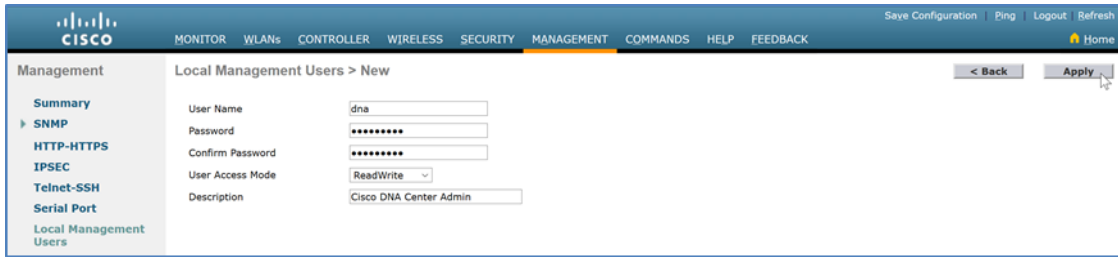 Save Configuration | Ping | Logout | Refresh
CISCO MONITOR WLANs CONTROLLER WIRELESS SECURITY MANAGEMENT COMMANDS HELP FEEDBACK Home
Management
Local Management Users > New
< Back
Apply
Summary
SNMP
HTTP-HTTPS
IPSEC
Telnet-SSH
Serial Port
Local Management
Users
User Name dna
Password •••••••••
Confirm Password •••••••••
User Access Mode ReadWrite
Description Cisco DNA Center Admin